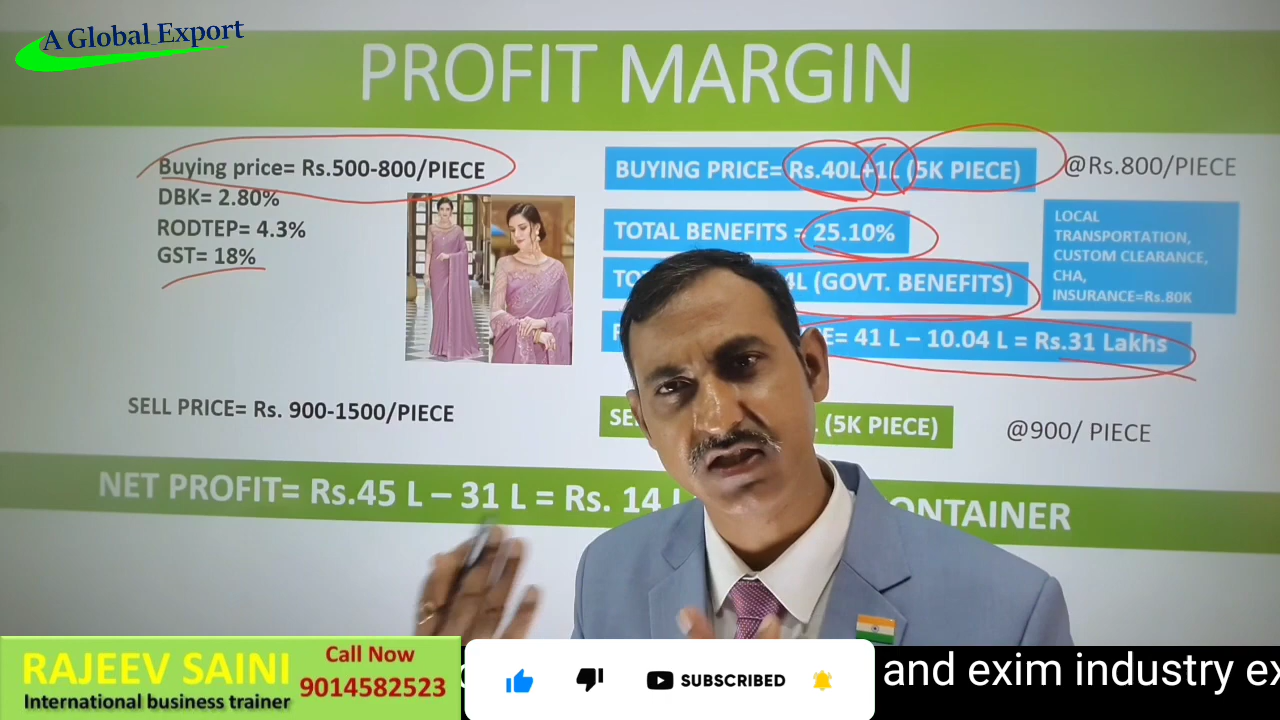 A Global Export
PROFIT MARGIN
Buying price= Rs.500-800/PIECE
DBK= 2.80%
RODTEP= 4.3%
GST= 18%
SELL PRICE= Rs. 900-1500/PIECE
BUYING PRICE= Rs.40L+1L (5K PIECE)
@Rs.800/PIECE
TOTAL BENEFITS = 25.10%
4L (GOVT. BENEFITS)
LOCAL
TRANSPORTATION,
CUSTOM CLEARANCE,
CHA,
INSURANCE=Rs.80K
= 41 L – 10.04 L = Rs.31 Lakhs
(5K PIECE)
@900/ PIECE
NET PROFIT= Rs.45 L – 31 L = Rs. 14
RAJEEV SAINI
International business trainer
Call Now
9014582523
SUBSCRIBED
and exim industry